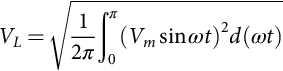 V_L = \sqrt{\frac{1}{2\pi} \int_0^{\pi} (V_m \sin \omega t)^2 d(\omega t)}